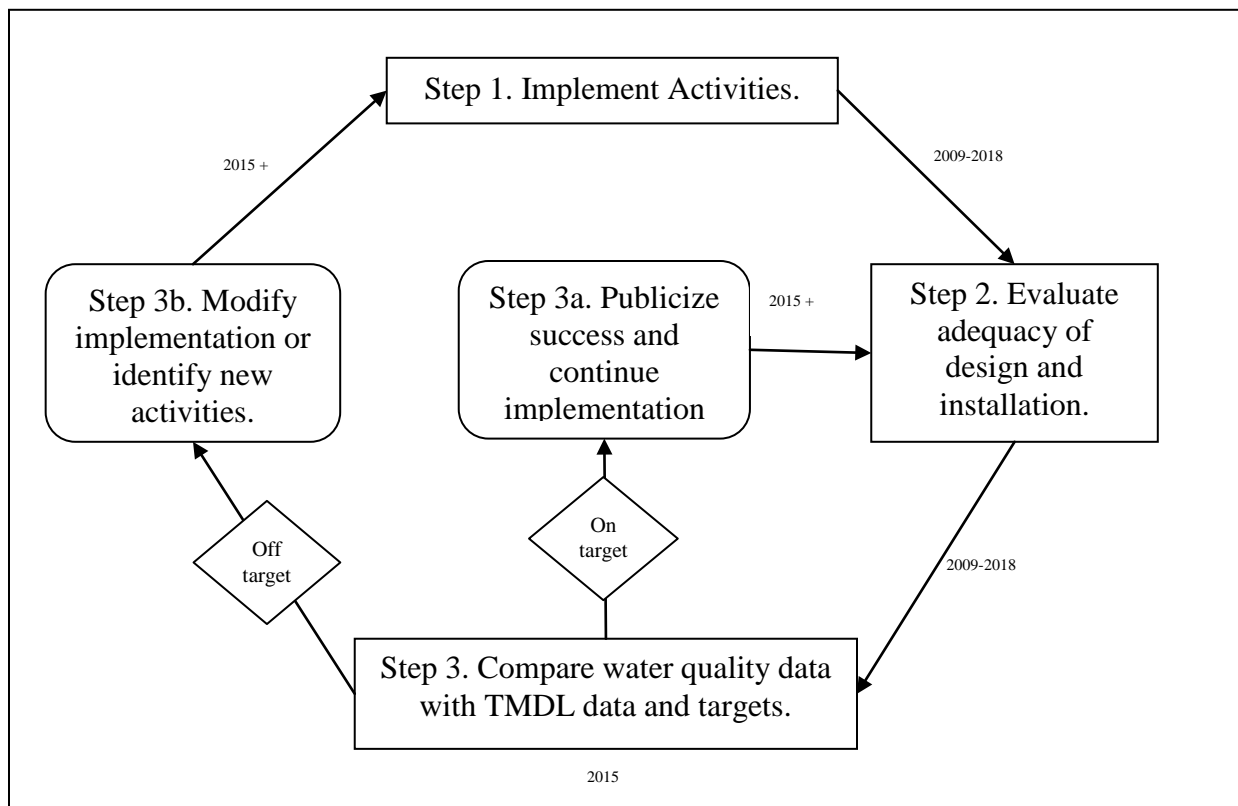 Step 1. Implement Activities.
2015 +
2009-2018
Step 3b. Modify
implementation or
identify new
activities.
Step 3a. Publicize
success and
continue
implementation
2015 +
Step 2. Evaluate
adequacy of
design and
installation.
Off
target
On
target
2009-2018
Step 3. Compare water quality data
with TMDL data and targets.
2015